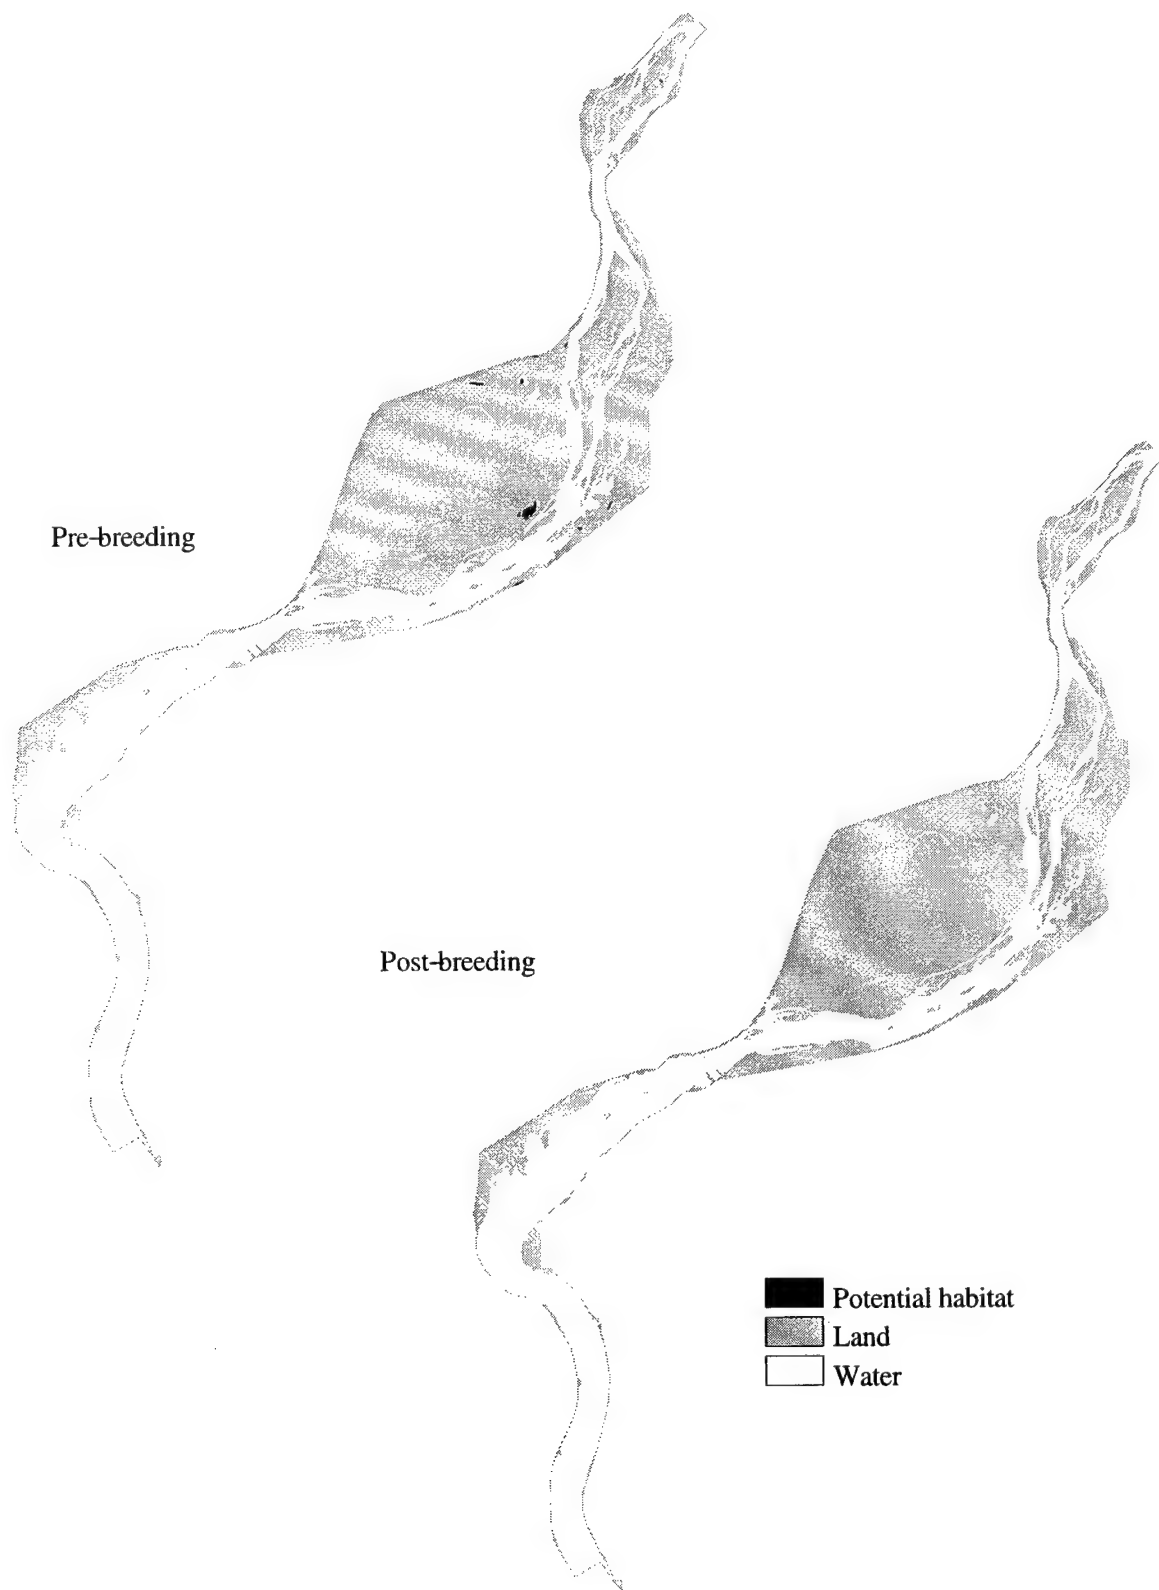 Pre-breeding
Post-breeding
Potential habitat
Land
Water